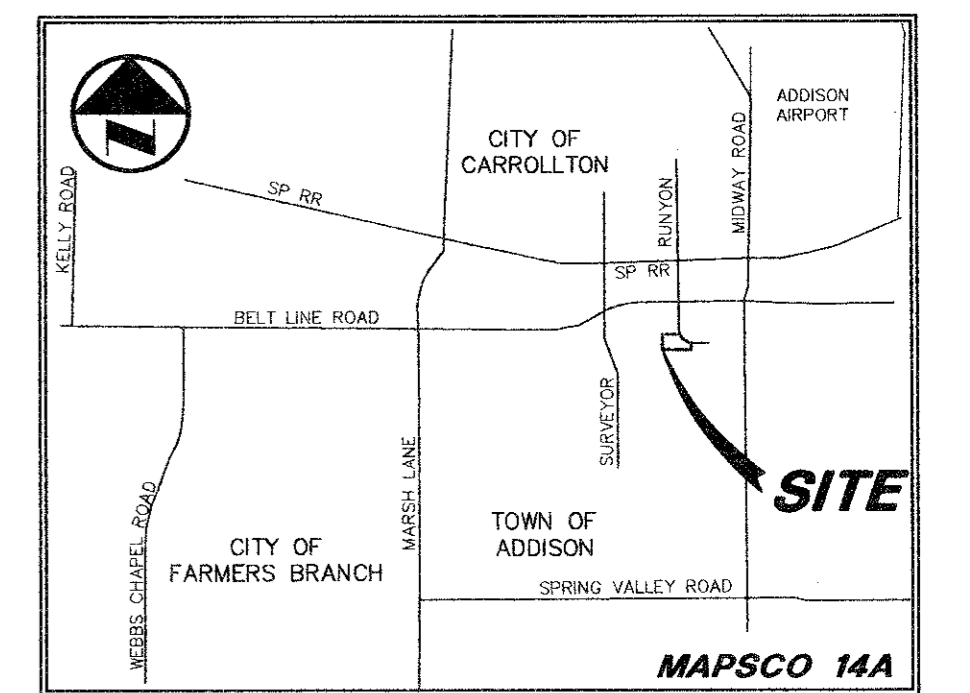 ADDISON
AIRPORT
CITY OF
CARROLLTON
KELLY ROAD
SP RR
RUNYON
MIDWAY ROAD
SP RR
BELT LINE ROAD
SURVEYOR
MARSH LANE
WEBBS CHAPEL ROAD
SITE
TOWN OF
ADDISON
CITY OF
FARMERS BRANCH
SPRING VALLEY ROAD
MAPSCO 14A
N